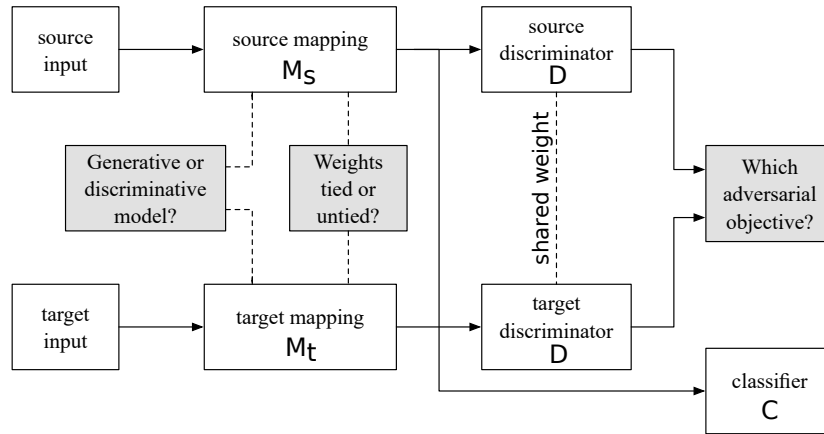 source
input
source mapping
Ms
source
discriminator
D
Generative or
discriminative
model?
Weights
tied or
untied?
shared weight
Which
adversarial
objective?
target
input
target mapping
Mt
target
discriminator
D
classifier
C